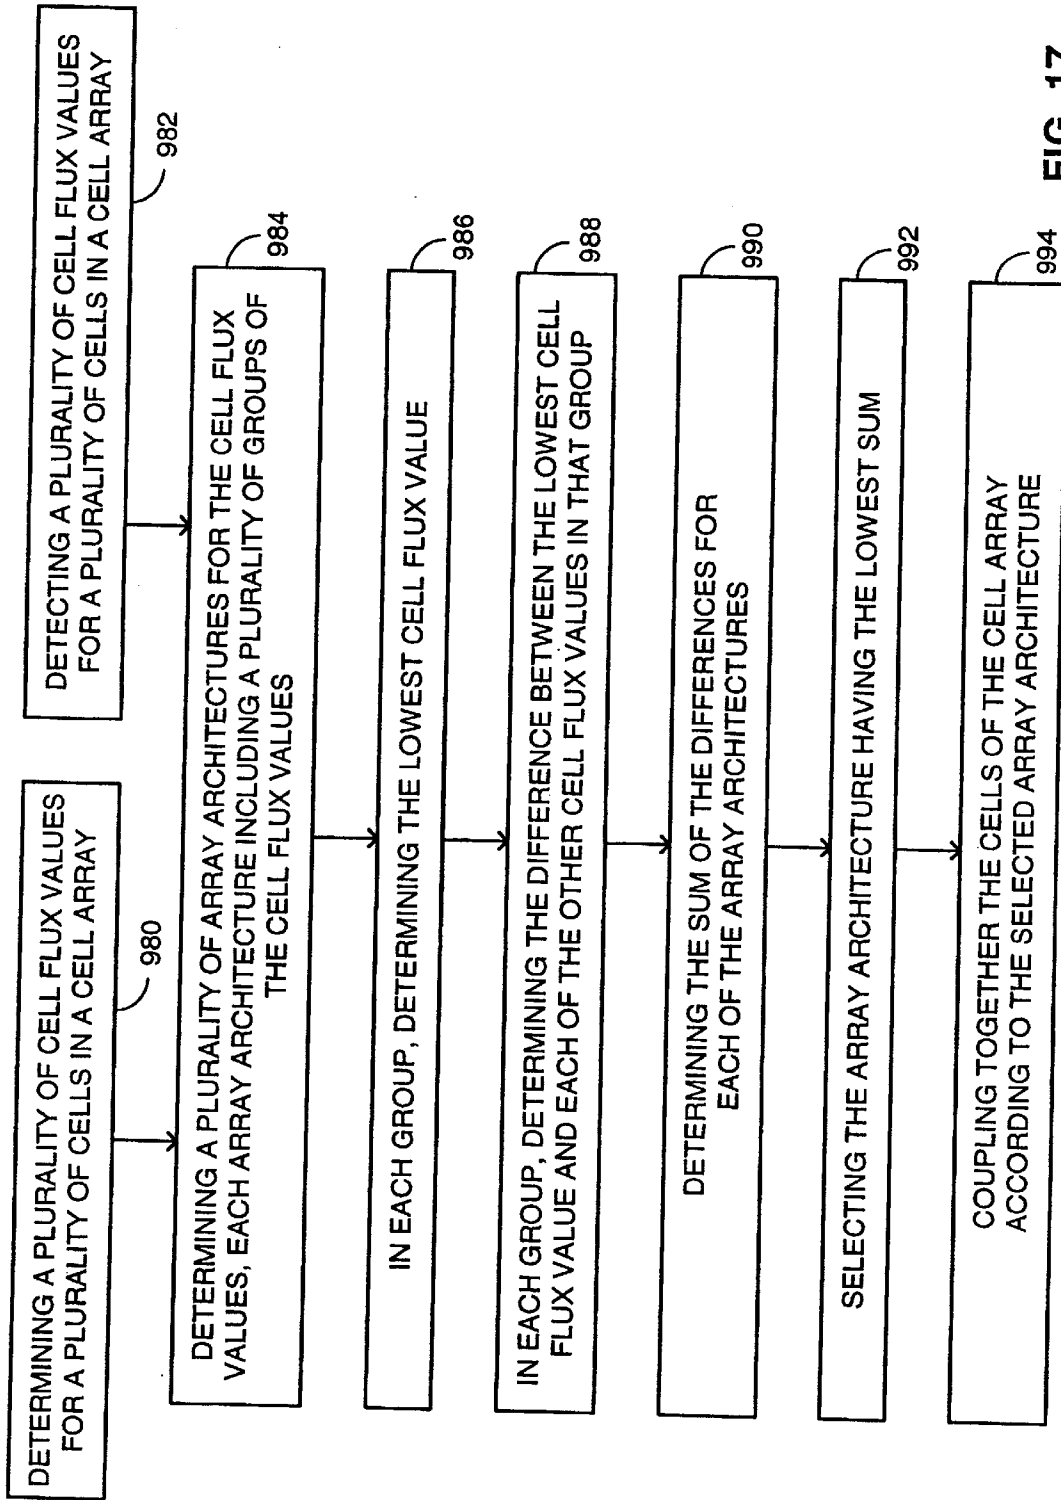 DETERMINING A PLURALITY OF CELL FLUX VALUES
FOR A PLURALITY OF CELLS IN A CELL ARRAY
980
DETECTING A PLURALITY OF CELL FLUX VALUES
FOR A PLURALITY OF CELLS IN A CELL ARRAY
982
DETERMINING A PLURALITY OF ARRAY ARCHITECTURES FOR THE CELL FLUX
VALUES, EACH ARRAY ARCHITECTURE INCLUDING A PLURALITY OF GROUPS OF
THE CELL FLUX VALUES
984
IN EACH GROUP, DETERMINING THE LOWEST CELL FLUX VALUE
986
IN EACH GROUP, DETERMINING THE DIFFERENCE BETWEEN THE LOWEST CELL
FLUX VALUE AND EACH OF THE OTHER CELL FLUX VALUES IN THAT GROUP
988
DETERMINING THE SUM OF THE DIFFERENCES FOR
EACH OF THE ARRAY ARCHITECTURES
990
SELECTING THE ARRAY ARCHITECTURE HAVING THE LOWEST SUM
992
COUPLING TOGETHER THE CELLS OF THE CELL ARRAY
ACCORDING TO THE SELECTED ARRAY ARCHITECTURE
994
FIG. 17